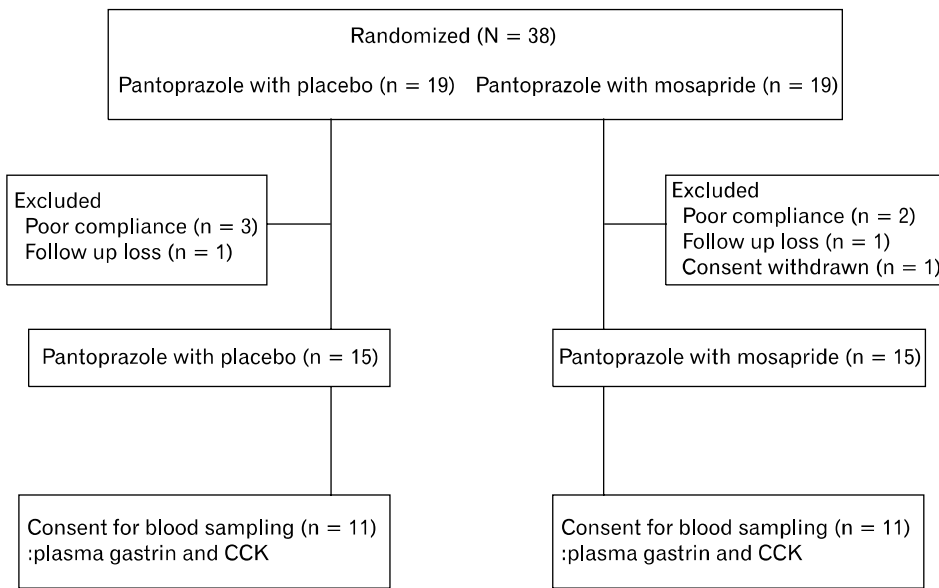 Randomized (N = 38)
Pantoprazole with placebo (n = 19) Pantoprazole with mosapride (n = 19)
Excluded
Poor compliance (n = 3)
Follow up loss (n = 1)
Excluded
Poor compliance (n = 2)
Follow up loss (n = 1)
Consent withdrawn (n = 1)
Pantoprazole with placebo (n = 15)
Pantoprazole with mosapride (n = 15)
Consent for blood sampling (n = 11)
:plasma gastrin and CCK
Consent for blood sampling (n = 11)
:plasma gastrin and CCK